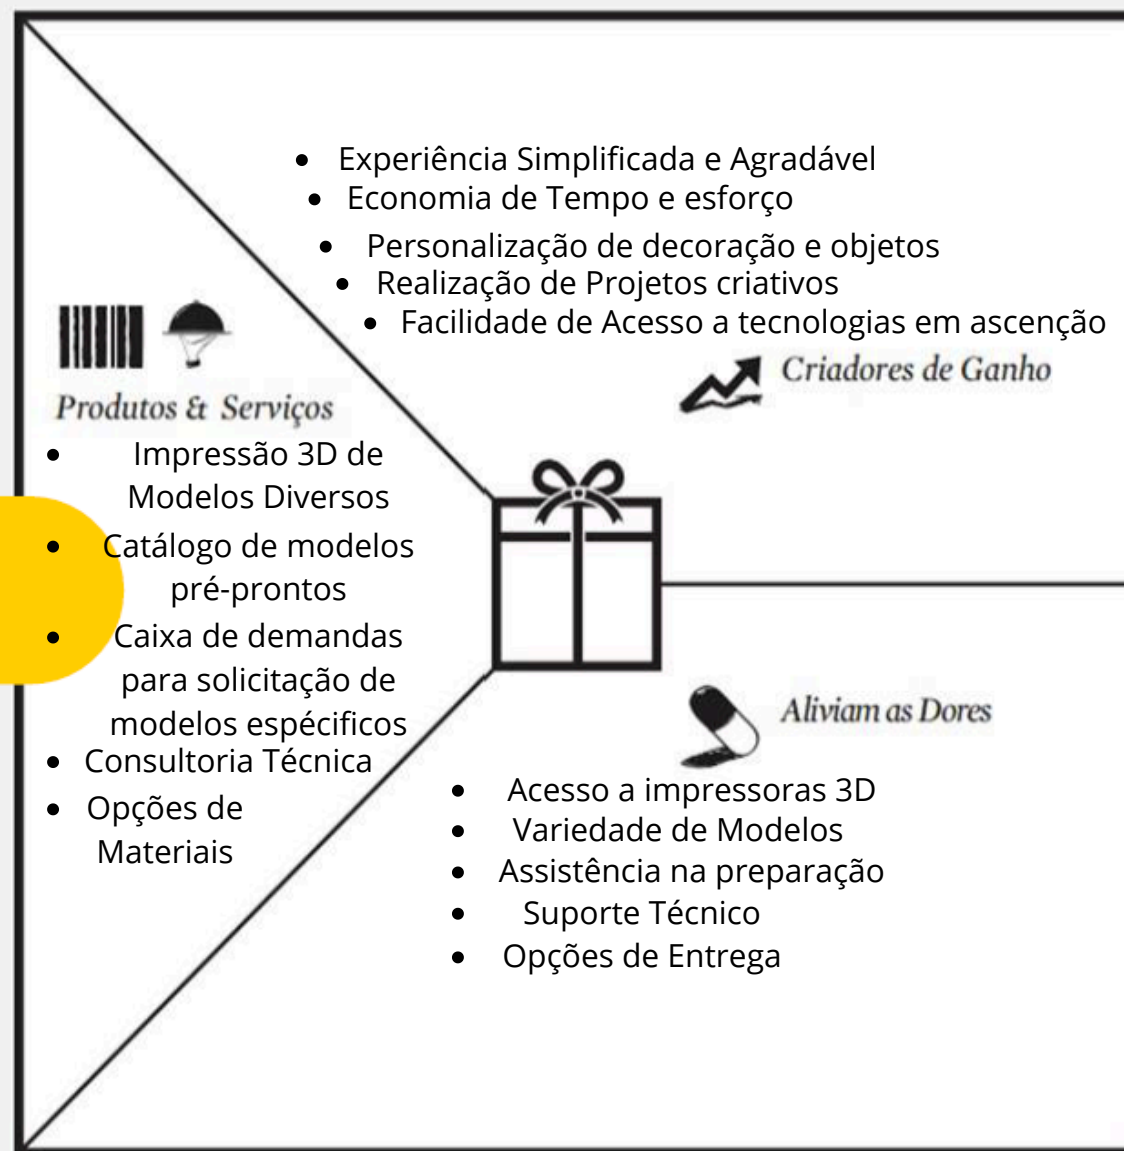 Experiência Simplificada e Agradável
Economia de Tempo e esforço
Personalização de decoração e objetos
Realização de Projetos criativos
Facilidade de Acesso a tecnologias em ascenção
Criadores de Ganho
Produtos & Serviços
Impressão 3D de
Modelos Diversos
Catálogo de modelos
pré-prontos
Caixa de demandas
para solicitação de
modelos espécificos
Consultoria Técnica
Opções de
Materiais
Aliviam as Dores
Acesso a impressoras 3D
Variedade de Modelos
Assistência na preparação
Suporte Técnico
Opções de Entrega